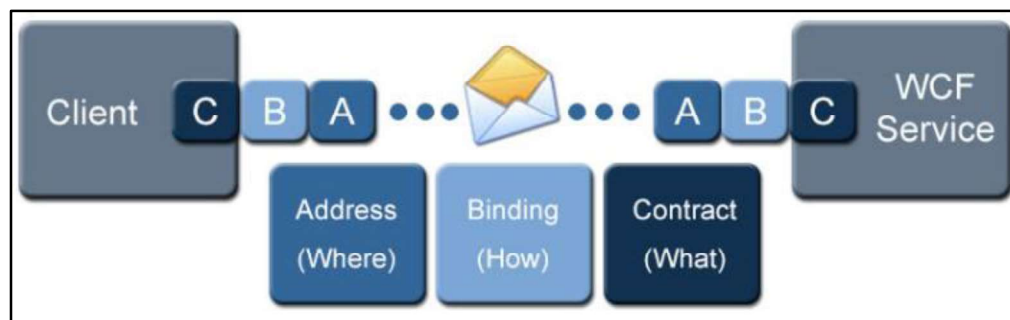 Client
C
B
A
A
B
C
WCF
Service
Address
(Where)
Binding
(How)
Contract
(What)